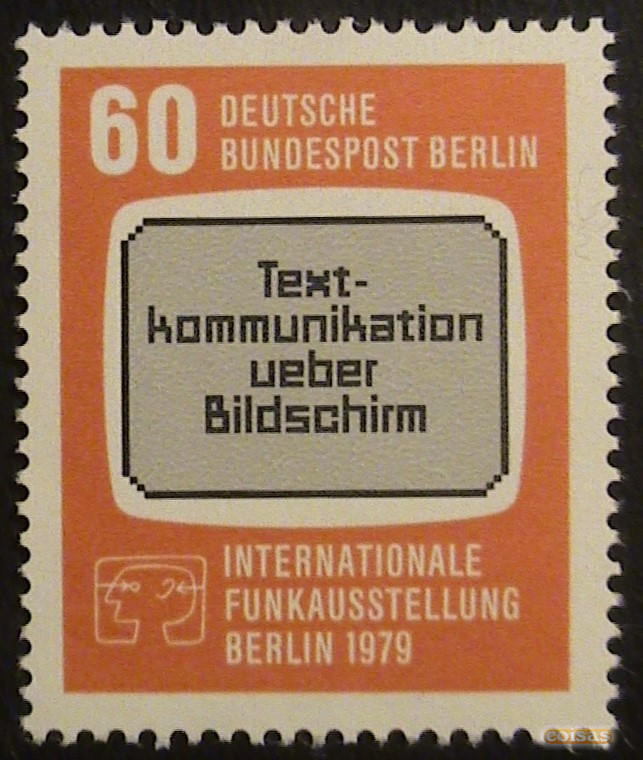 60
DEUTSCHE
BUNDESPOST BERLIN
Text-
kommunikation
ueber
Bildschirm
INTERNATIONALE
FUNKAUSSTELLUNG
BERLIN 1979
coisas